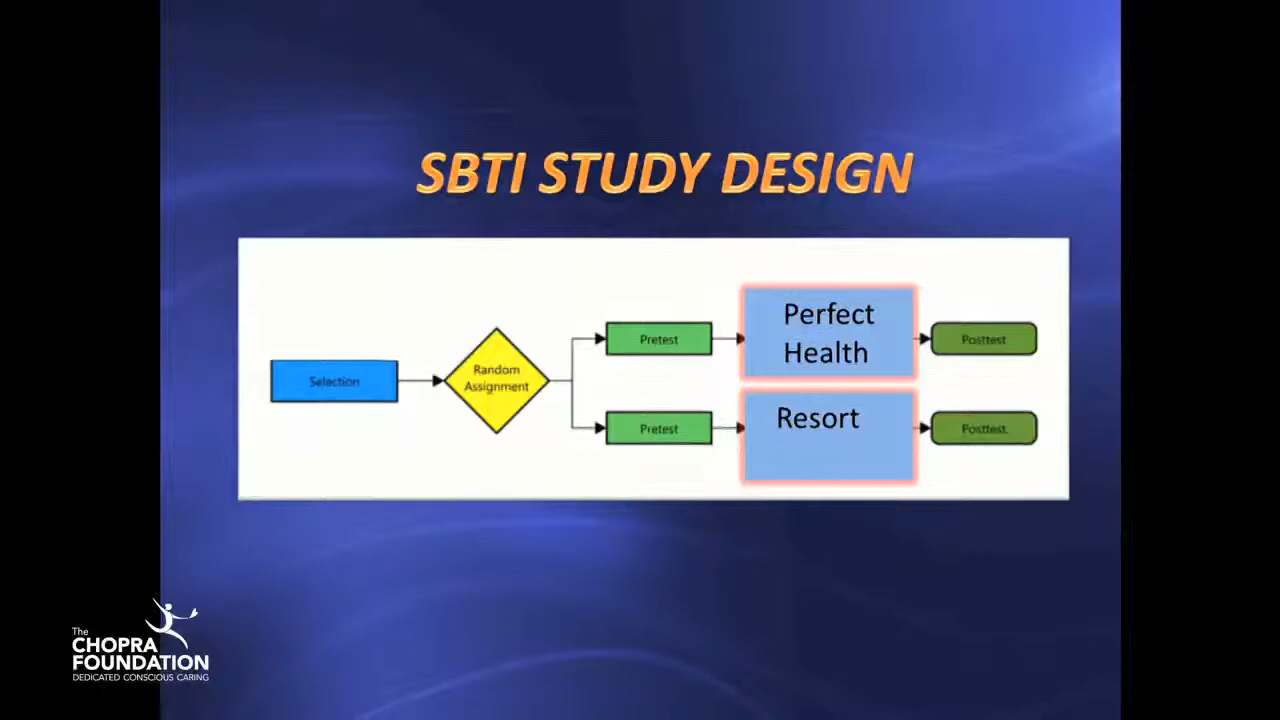 SBTI STUDY DESIGN
Selection
Random
Assignment
Pretest
Perfect
Health
Posttest
Pretest
Resort
Posttest
The
CHOPRA
FOUNDATION
DEDICATED CONSCIOUS CARING